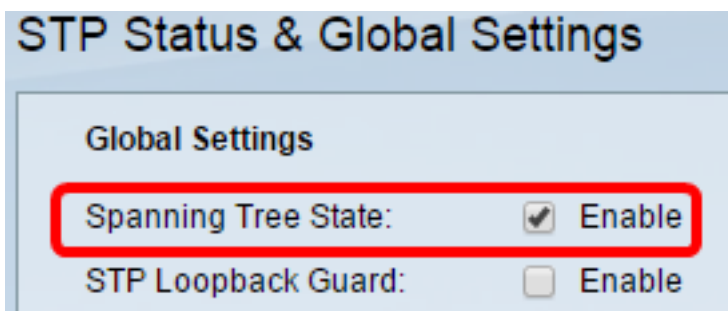 STP Status & Global Settings
Global Settings
Spanning Tree State: Enable
STP Loopback Guard: Enable